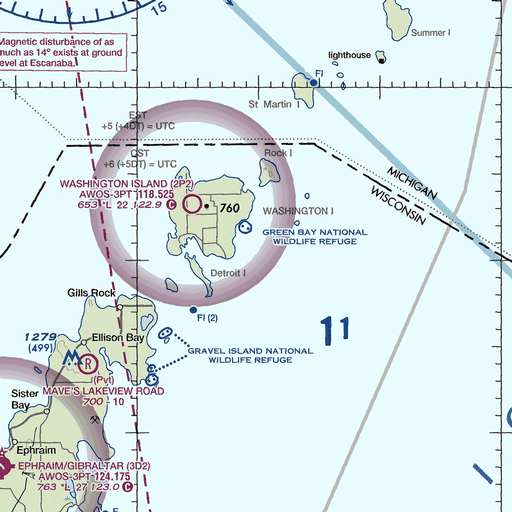 15
Magnetic disturbance of as
much as 14° exists at ground
level at Escanaba.
Summer I
lighthouse
Fl
St Martin I
EST
+5 (+4DT) = UTC
CST
+6 (+5DT) = UTC
Rock I
MICHIGAN
WISCONSIN
WASHINGTON ISLAND (2P2)
AWOS-3PT 118.525
653 *L 22 122.9 C
760
WASHINGTON I
GREEN BAY NATIONAL
WILDLIFE REFUGE
Detroit I
Gills Rock
Fl (2)
11
1279
(499)
Ellison Bay
GRAVEL ISLAND NATIONAL
WILDLIFE REFUGE
R
(Pvt)
MAVE'S LAKEVIEW ROAD
700 - 10
Sister
Bay
Ephraim
EPHRAIM/GIBRALTAR (3D2)
AWOS-3PT 124.175
763 *L 27 123.0 C